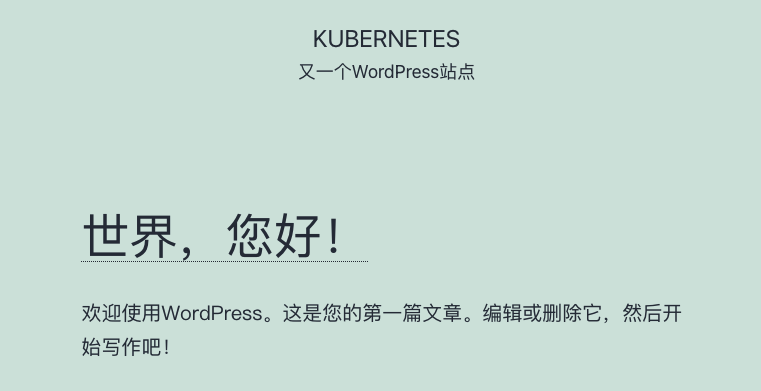 KUBERNETES
又一个WordPress站点
世界，您好！
欢迎使用WordPress。这是您的第一篇文章。编辑或删除它，然后开
始写作吧！